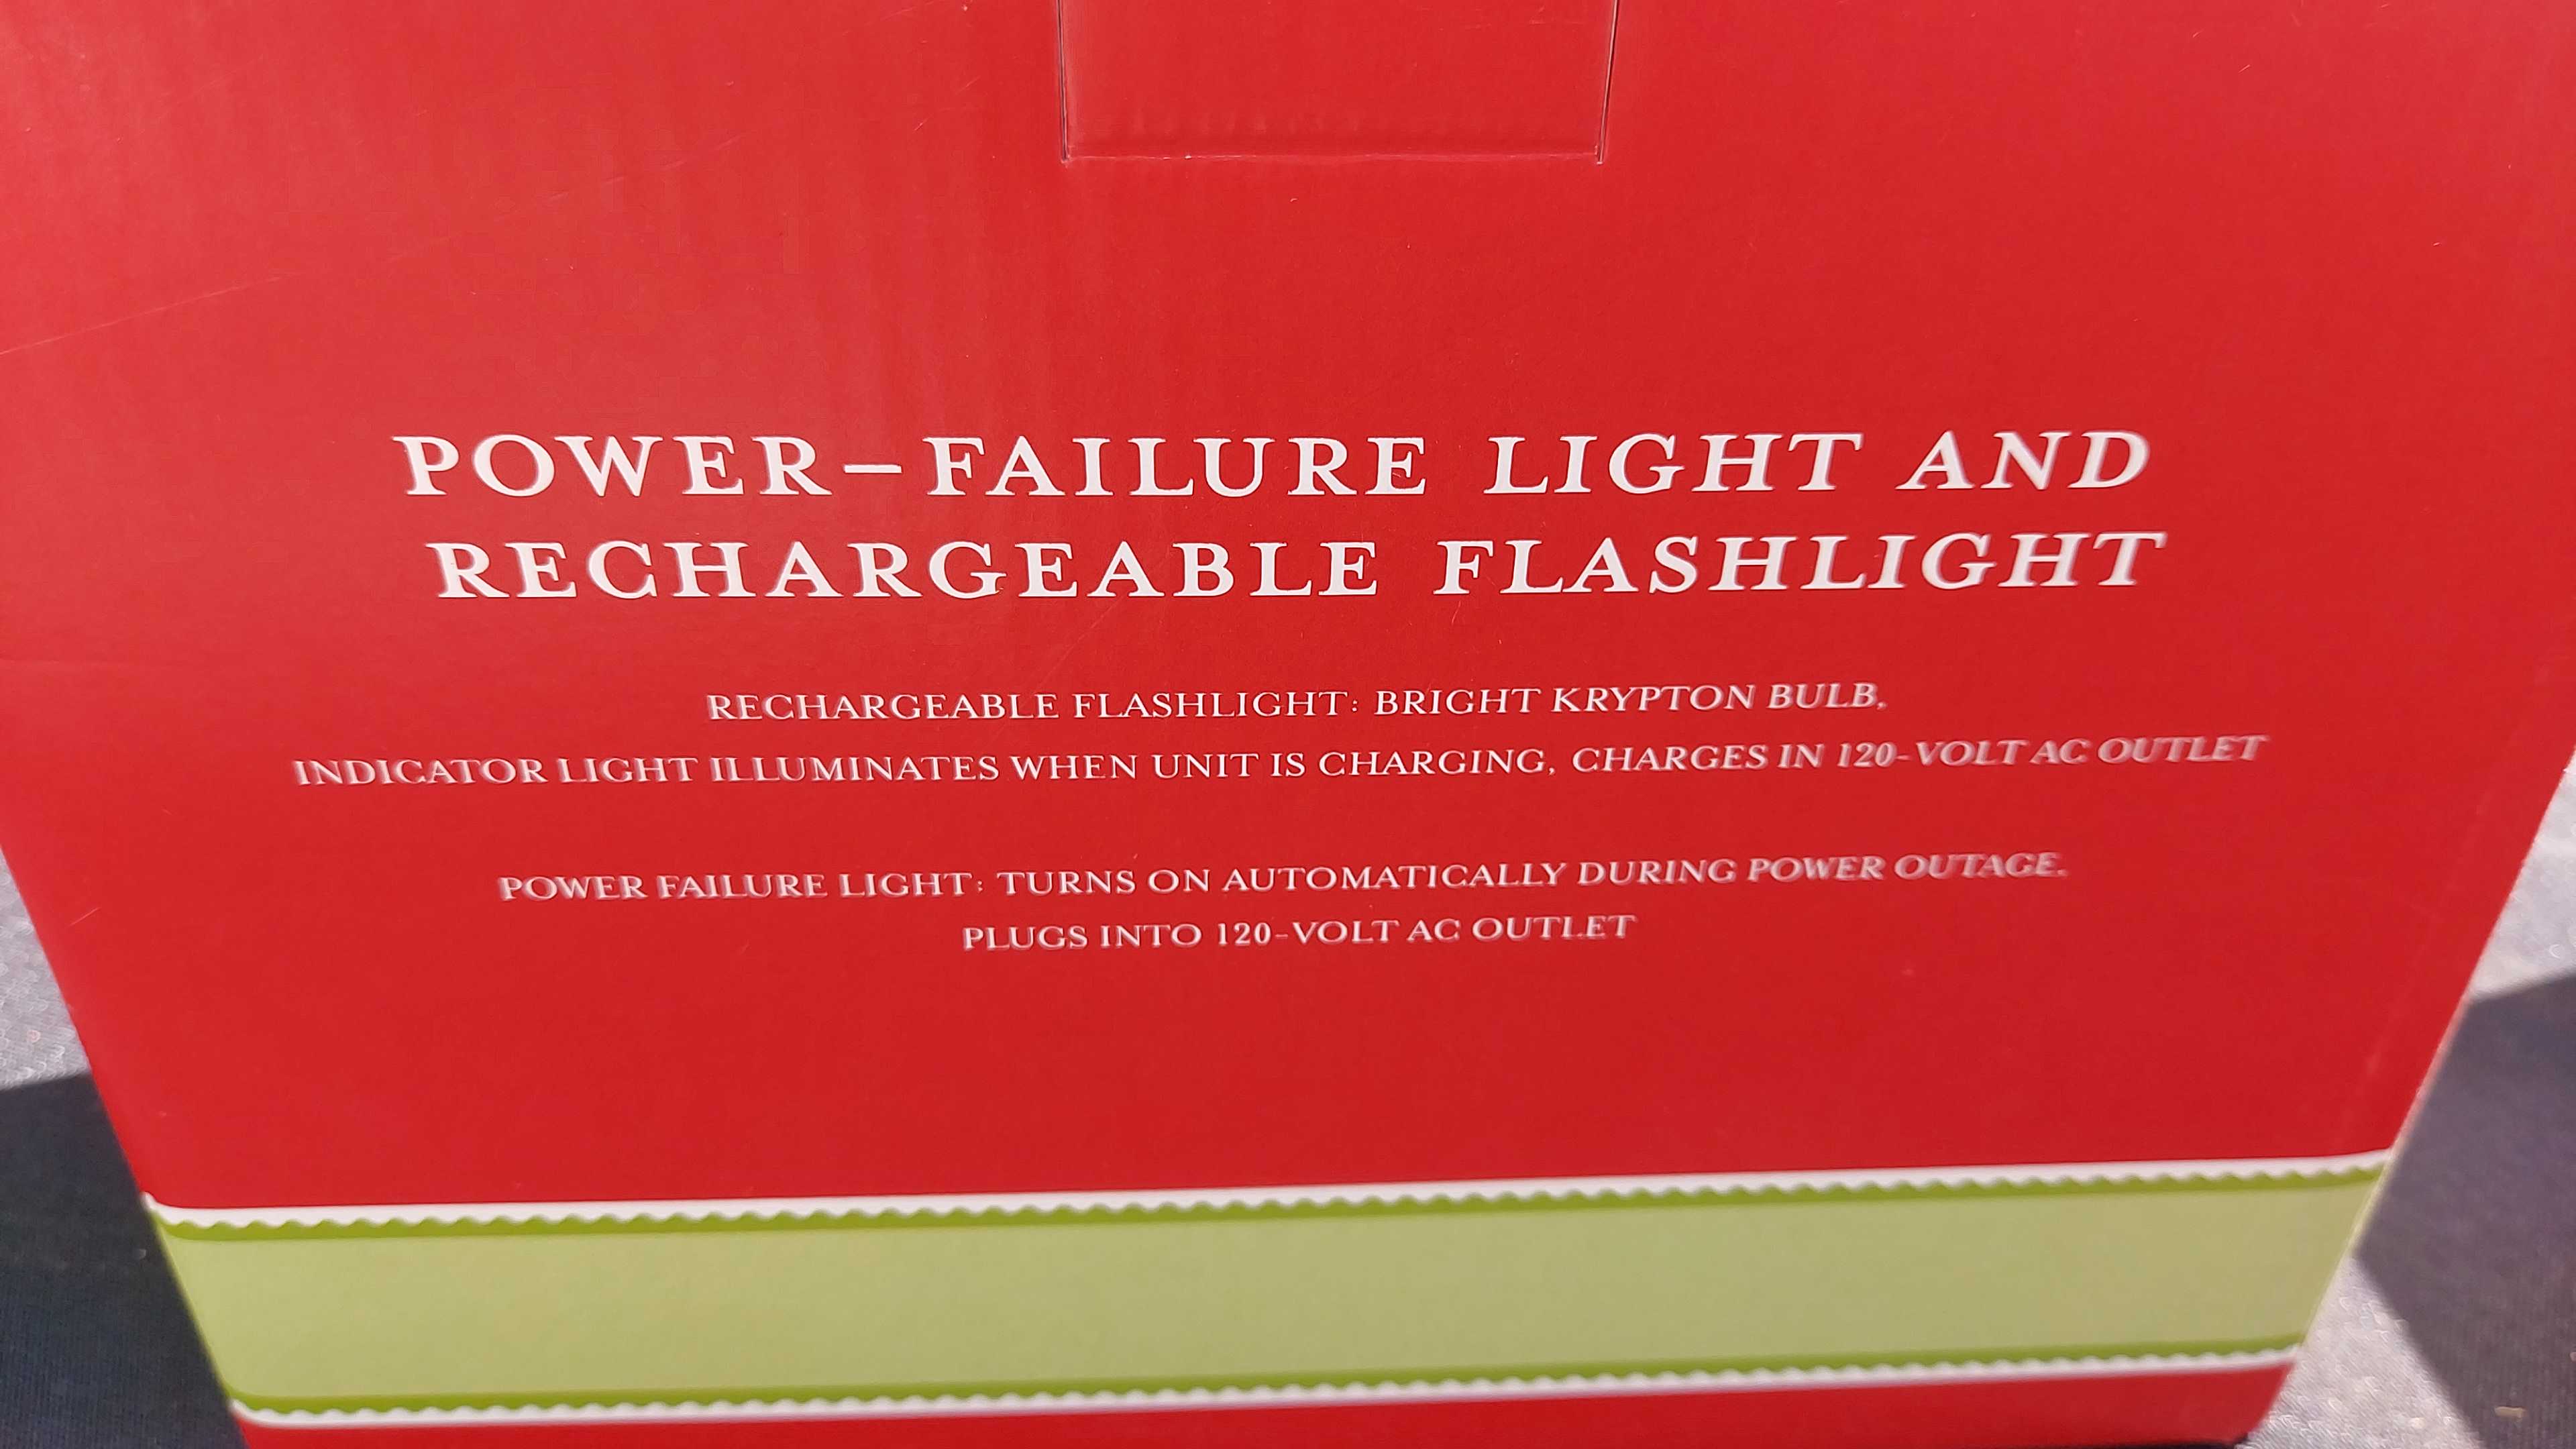 POWER-FAILURE LIGHT AND
RECHARGEABLE FLASHLIGHT
RECHARGEABLE FLASHLIGHT: BRIGHT KRYPTON BULB,
INDICATOR LIGHT ILLUMINATES WHEN UNIT IS CHARGING, CHARGES IN 120-VOLT AC OUTLET
POWER FAILURE LIGHT: TURNS ON AUTOMATICALLY DURING POWER OUTAGE,
PLUGS INTO 120-VOLT AC OUTLET